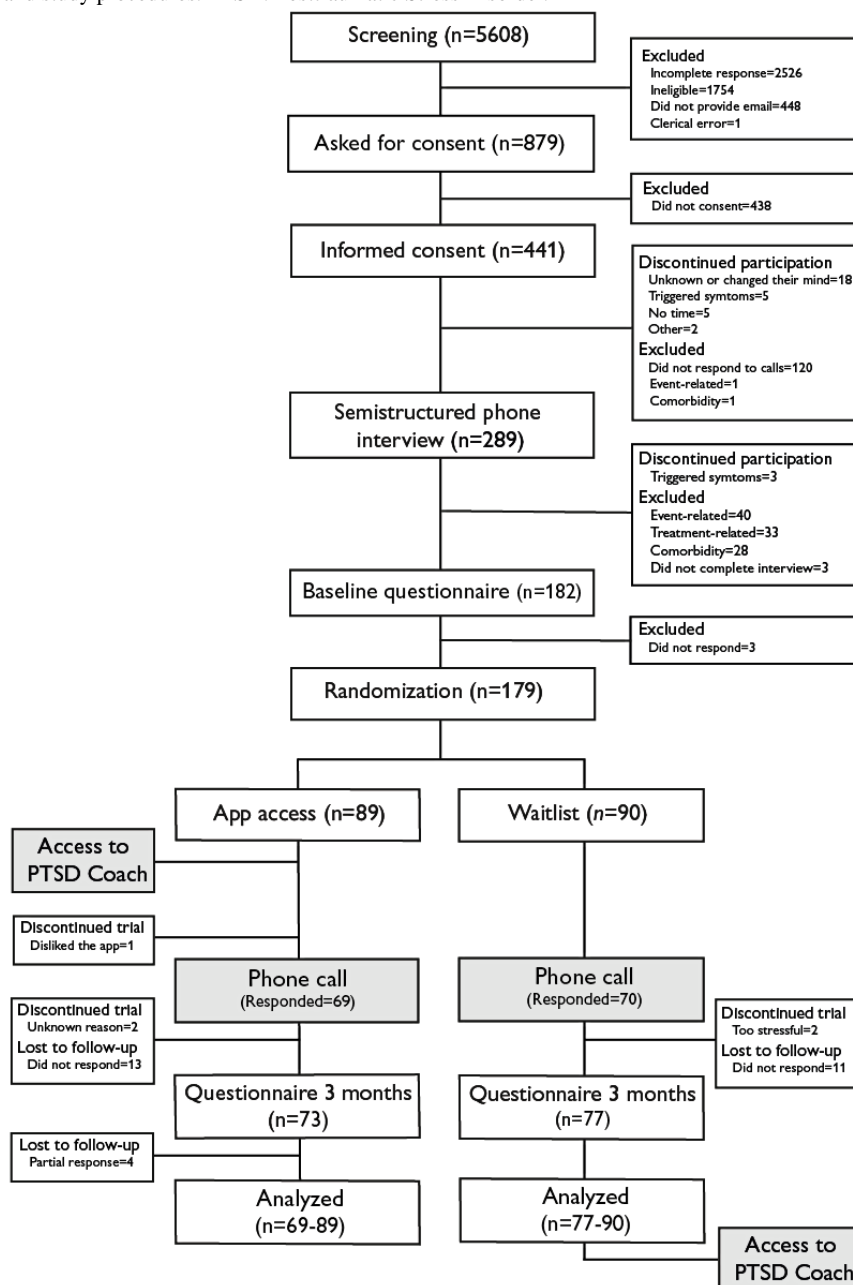 Screening (n=5608)
Excluded
Incomplete response=2526
Ineligible=1754
Did not provide email=448
Clerical error=1
Asked for consent (n=879)
Excluded
Did not consent=438
Informed consent (n=441)
Discontinued participation
Unknown or changed their mind=18
Triggered symtoms=5
No time=5
Other=2
Excluded
Did not respond to calls=120
Event-related=1
Comorbidity=1
Semistructured phone
interview (n=289)
Discontinued participation
Triggered symtoms=3
Excluded
Event-related=40
Treatment-related=33
Comorbidity=28
Did not complete interview=3
Baseline questionnaire (n=182)
Excluded
Did not respond=3
Randomization (n=179)
App access (n=89)
Waitlist (n=90)
Access to
PTSD Coach
Discontinued trial
Disliked the app=1
Phone call
(Responded=69)
Phone call
(Responded=70)
Discontinued trial
Unknown reason=2
Lost to follow-up
Did not respond=13
Discontinued trial
Too stressful=2
Lost to follow-up
Did not respond=11
Questionnaire 3 months
(n=73)
Questionnaire 3 months
(n=77)
Lost to follow-up
Partial response=4
Analyzed
(n=69-89)
Analyzed
(n=77-90)
Access to
PTSD Coach